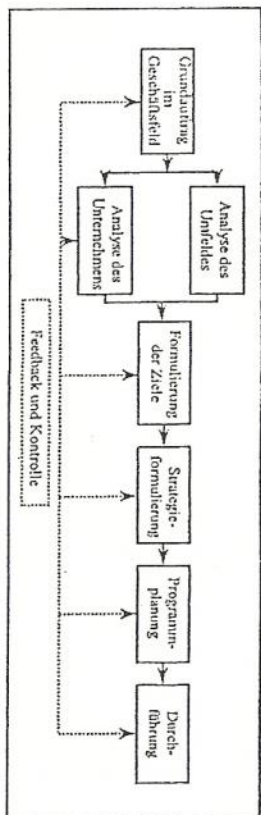 Grundauftrag
im
Geschäftsfeld
Analyse des
Umfeldes
Analyse des
Unternehmens
Formulierung
der Ziele
Strategie-
formulierung
Programm-
planung
Durch-
führung
Feedback und Kontrolle